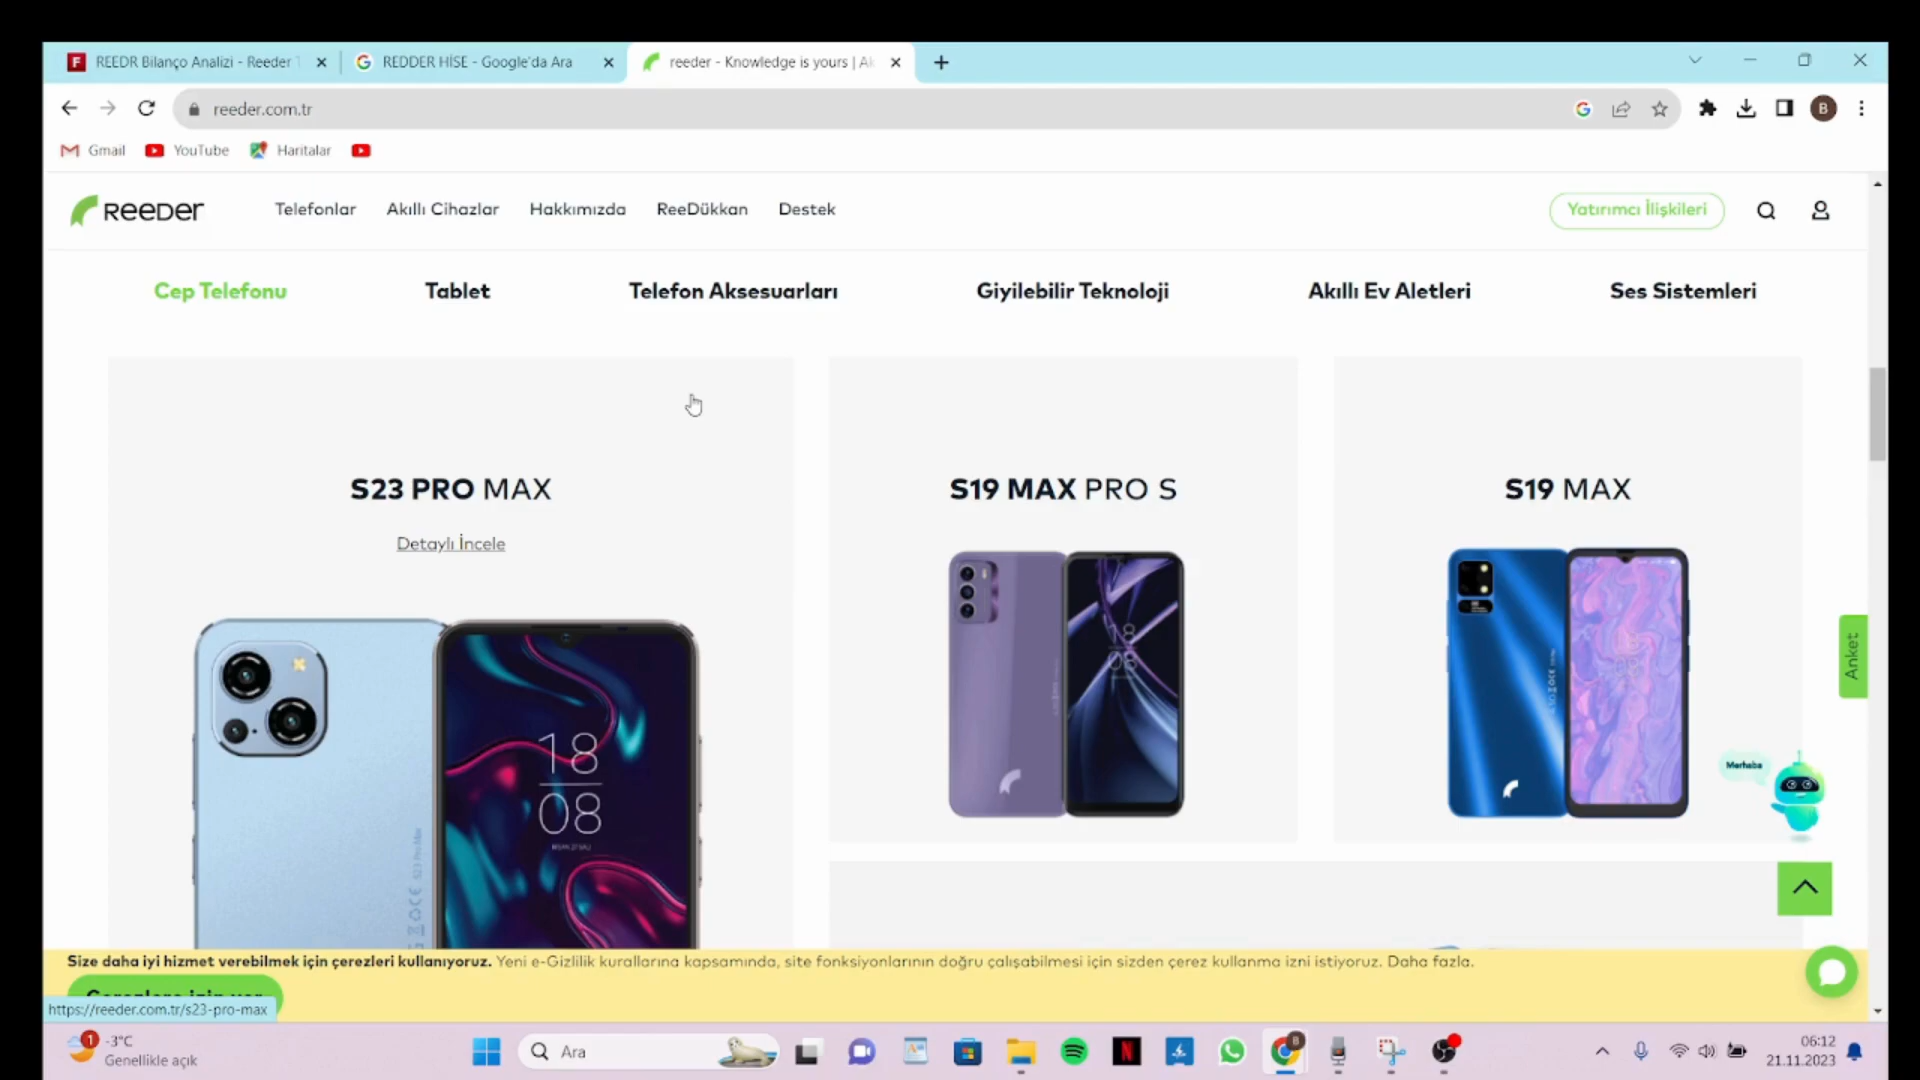 REEDR Bilanço Analizi - Reeder
REDDER HİSE - Google'da Ara
reeder - Knowledge is yours | Ak
reeder.com.tr
B
Gmail
YouTube
Haritalar
REEDER
Telefonlar
Akıllı Cihazlar
Hakkımızda
ReeDükkan
Destek
Yatırımcı İlişkileri
Cep Telefonu
Tablet
Telefon Aksesuarları
Giyilebilir Teknoloji
Akıllı Ev Aletleri
Ses Sistemleri
S23 PRO MAX
Detaylı İncele
S19 MAX PRO S
S19 MAX
18
08
Anket
Merhaba
Size daha iyi hizmet verebilmek için çerezleri kullanıyoruz. Yeni e-Gizlilik kurallarına kapsamında, site fonksiyonlarının doğru çalışabilmesi için sizden çerez kullanma izni istiyoruz. Daha fazla.
Çerezlere izin ver
https://reeder.com.tr/s23-pro-max
1
-3°C
Genellikle açık
Ara
06:12
21.11.2023